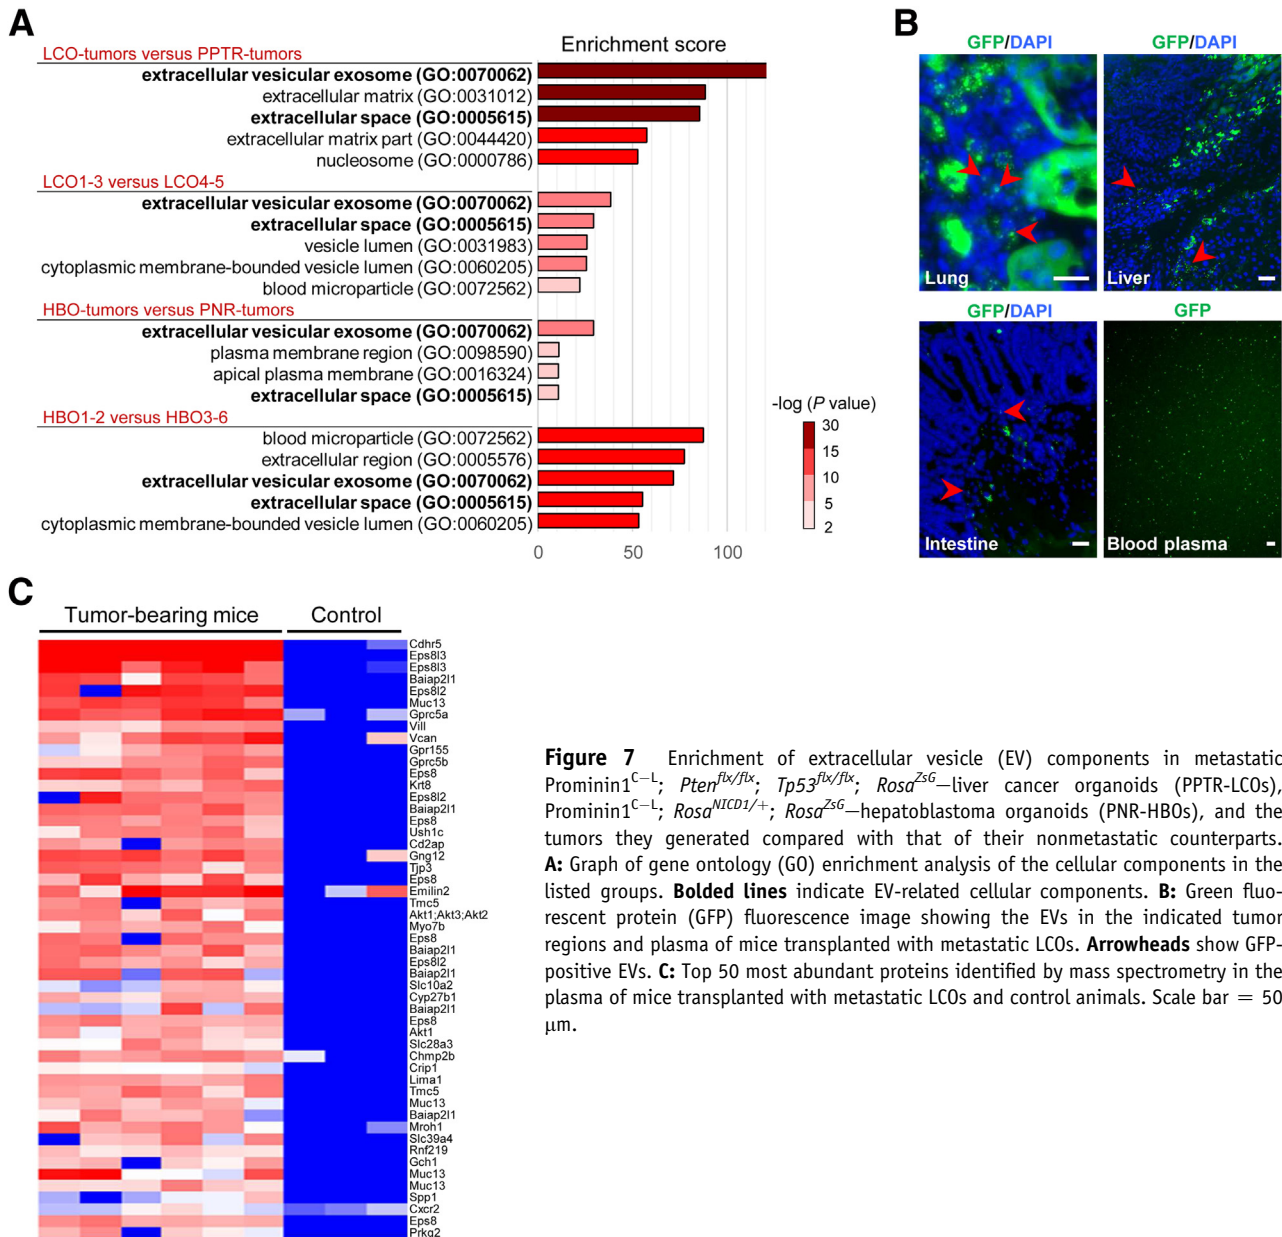 A
Enrichment score
LCO-tumors versus PPTR-tumors
extracellular vesicular exosome (GO:0070062)
extracellular matrix (GO:0031012)
extracellular space (GO:0005615)
extracellular matrix part (GO:0044420)
nucleosome (GO:0000786)
LCO1-3 versus LCO4-5
extracellular vesicular exosome (GO:0070062)
extracellular space (GO:0005615)
vesicle lumen (GO:0031983)
cytoplasmic membrane-bounded vesicle lumen (GO:0060205)
blood microparticle (GO:0072562)
HBO-tumors versus PNR-tumors
extracellular vesicular exosome (GO:0070062)
plasma membrane region (GO:0098590)
apical plasma membrane (GO:0016324)
extracellular space (GO:0005615)
HBO1-2 versus HBO3-6
blood microparticle (GO:0072562)
extracellular region (GO:0005576)
extracellular vesicular exosome (GO:0070062)
extracellular space (GO:0005615)
cytoplasmic membrane-bounded vesicle lumen (GO:0060205)
0 50 100
-log (P value)
30
15
10
5
2
B
GFP/DAPI
GFP/DAPI
Lung
Liver
GFP/DAPI
GFP
Intestine
Blood plasma
C
Tumor-bearing mice
Control
Cdhr5
Eps8l3
Eps8l3
Baiap2l1
Eps8l2
Muc13
Gprc5a
Vill
Vcan
Gpr155
Gprc5b
Eps8
Krt8
Eps8l2
Baiap2l1
Eps8
Ush1c
Cd2ap
Gng12
Tjp3
Eps8
Emilin2
Tmc5
Akt1;Akt3;Akt2
Myo7b
Eps8
Baiap2l1
Eps8l2
Baiap2l1
Slc10a2
Cyp27b1
Baiap2l1
Eps8
Akt1
Slc28a3
Chmp2b
Crip1
Lima1
Tmc5
Muc13
Baiap2l1
Mroh1
Slc39a4
Rnf219
Gch1
Muc13
Muc13
Spp1
Cxcr2
Eps8
Prkg2
Figure 7 Enrichment of extracellular vesicle (EV) components in metastatic
Prominin1C−L; Ptenflx/flx; Tp53flx/flx; RosaZsG—liver cancer organoids (PPTR-LCOs),
Prominin1C−L; RosaNICD1/+; RosaZsG—hepatoblastoma organoids (PNR-HBOs), and the
tumors they generated compared with that of their nonmetastatic counterparts.
A: Graph of gene ontology (GO) enrichment analysis of the cellular components in the
listed groups. Bolded lines indicate EV-related cellular components. B: Green fluo-
rescent protein (GFP) fluorescence image showing the EVs in the indicated tumor
regions and plasma of mice transplanted with metastatic LCOs. Arrowheads show GFP-
positive EVs. C: Top 50 most abundant proteins identified by mass spectrometry in the
plasma of mice transplanted with metastatic LCOs and control animals. Scale bar = 50
μm.